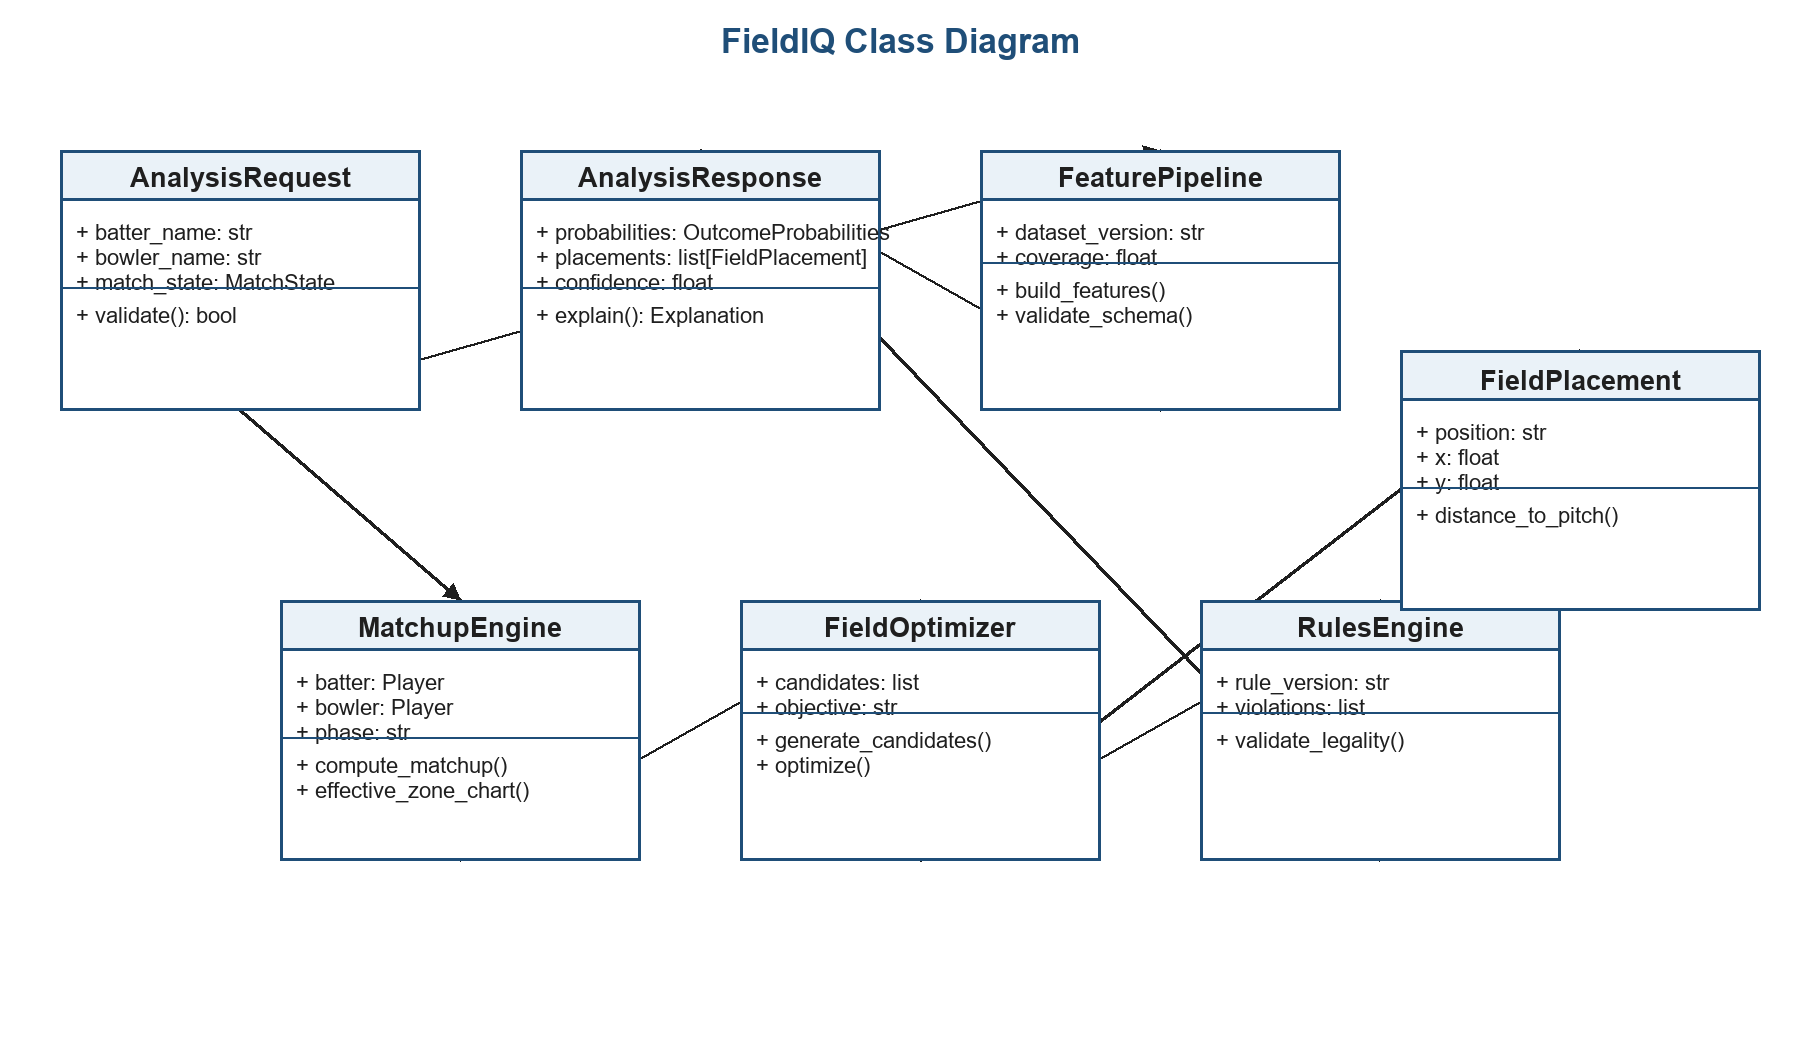 FieldIQ Class Diagram
AnalysisRequest
+ batter_name: str
+ bowler_name: str
+ match_state: MatchState
+ validate(): bool
AnalysisResponse
+ probabilities: OutcomeProbabilities
+ placements: list[FieldPlacement]
+ confidence: float
+ explain(): Explanation
FeaturePipeline
+ dataset_version: str
+ coverage: float
+ build_features()
+ validate_schema()
FieldPlacement
+ position: str
+ x: float
+ y: float
+ distance_to_pitch()
MatchupEngine
+ batter: Player
+ bowler: Player
+ phase: str
+ compute_matchup()
+ effective_zone_chart()
FieldOptimizer
+ candidates: list
+ objective: str
+ generate_candidates()
+ optimize()
RulesEngine
+ rule_version: str
+ violations: list
+ validate_legality()